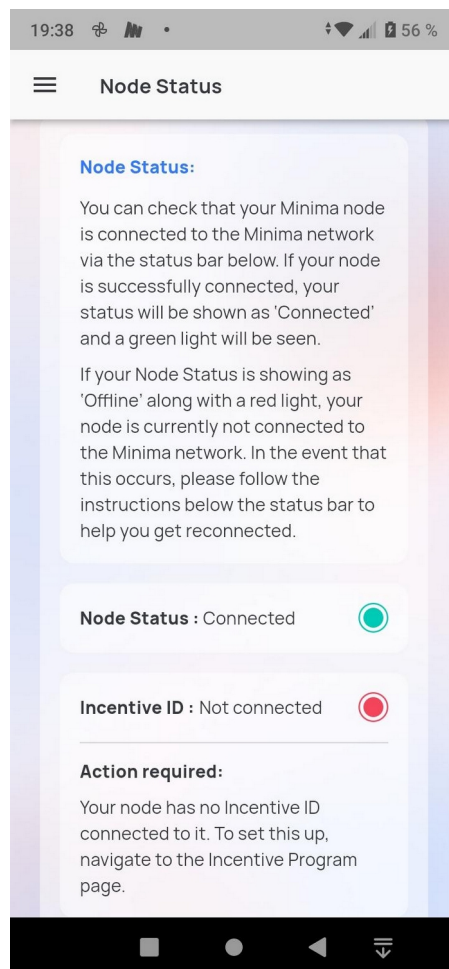 19:38
56 %
Node Status
Node Status:
You can check that your Minima node
is connected to the Minima network
via the status bar below. If your node
is successfully connected, your
status will be shown as ‘Connected’
and a green light will be seen.
If your Node Status is showing as
‘Offline’ along with a red light, your
node is currently not connected to
the Minima network. In the event that
this occurs, please follow the
instructions below the status bar to
help you get reconnected.
Node Status : Connected
Incentive ID : Not connected
Action required:
Your node has no Incentive ID
connected to it. To set this up,
navigate to the Incentive Program
page.